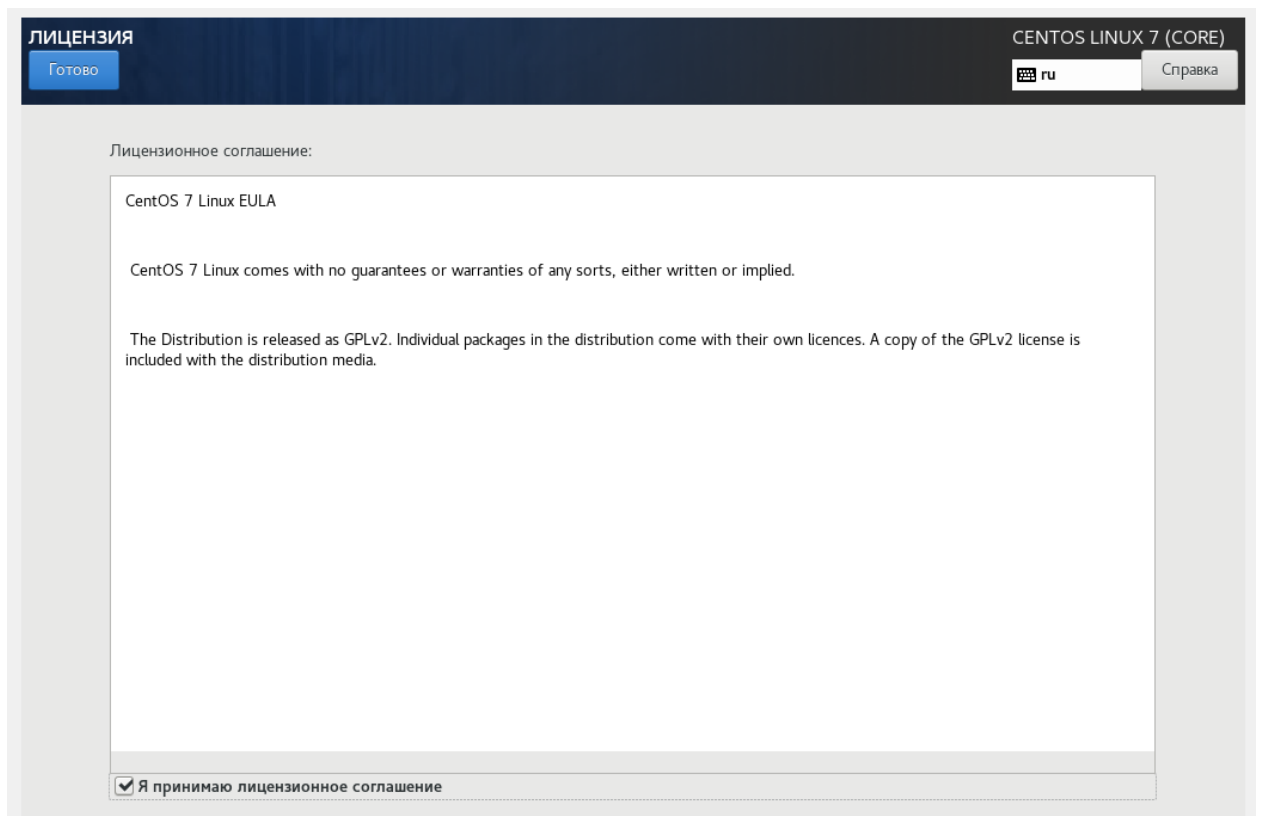 ЛИЦЕНЗИЯ
CENTOS LINUX 7 (CORE)
Готово
ru
Справка
Лицензионное соглашение:
CentOS 7 Linux EULA
CentOS 7 Linux comes with no guarantees or warranties of any sorts, either written or implied.
The Distribution is released as GPLv2. Individual packages in the distribution come with their own licences. A copy of the GPLv2 license is
included with the distribution media.
Я принимаю лицензионное соглашение